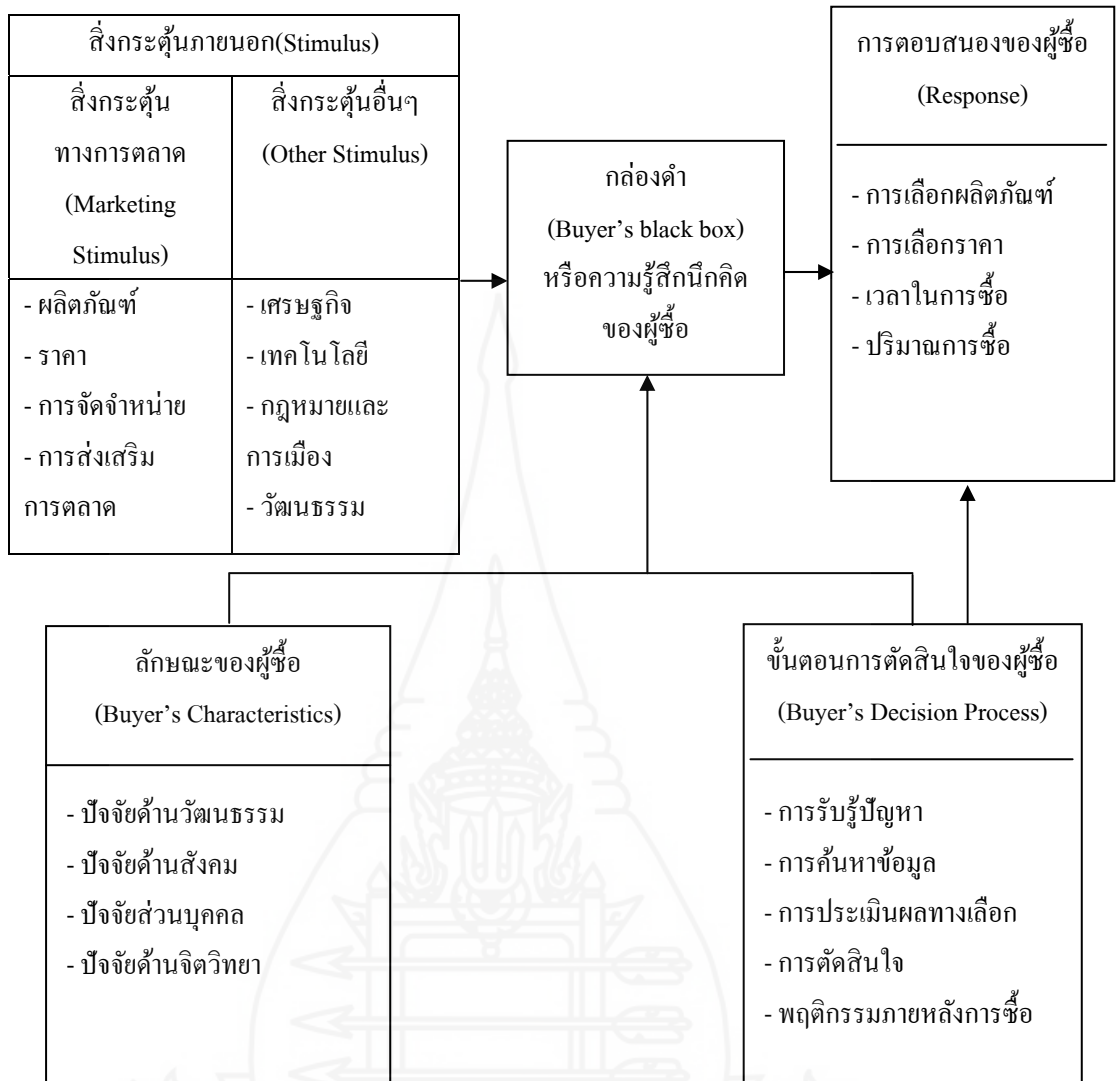 สิ่งกระตุ้นภายนอก(Stimulus)
สิ่งกระตุ้น
ทางการตลาด
(Marketing
Stimulus)
สิ่งกระตุ้นอื่นๆ
(Other Stimulus)
- ผลิตภัณฑ์
- ราคา
- การจัดจำหน่าย
- การส่งเสริม
การตลาด
- เศรษฐกิจ
- เทคโนโลยี
- กฎหมายและ
การเมือง
- วัฒนธรรม
กล่องดำ
(Buyer’s black box)
หรือความรู้สึกนึกคิด
ของผู้ซื้อ
การตอบสนองของผู้ซื้อ
(Response)
- การเลือกผลิตภัณฑ์
- การเลือกราคา
- เวลาในการซื้อ
- ปริมาณการซื้อ
ลักษณะของผู้ซื้อ
(Buyer’s Characteristics)
- ปัจจัยด้านวัฒนธรรม
- ปัจจัยด้านสังคม
- ปัจจัยส่วนบุคคล
- ปัจจัยด้านจิตวิทยา
ขั้นตอนการตัดสินใจของผู้ซื้อ
(Buyer’s Decision Process)
- การรับรู้ปัญหา
- การค้นหาข้อมูล
- การประเมินผลทางเลือก
- การตัดสินใจ
- พฤติกรรมภายหลังการซื้อ